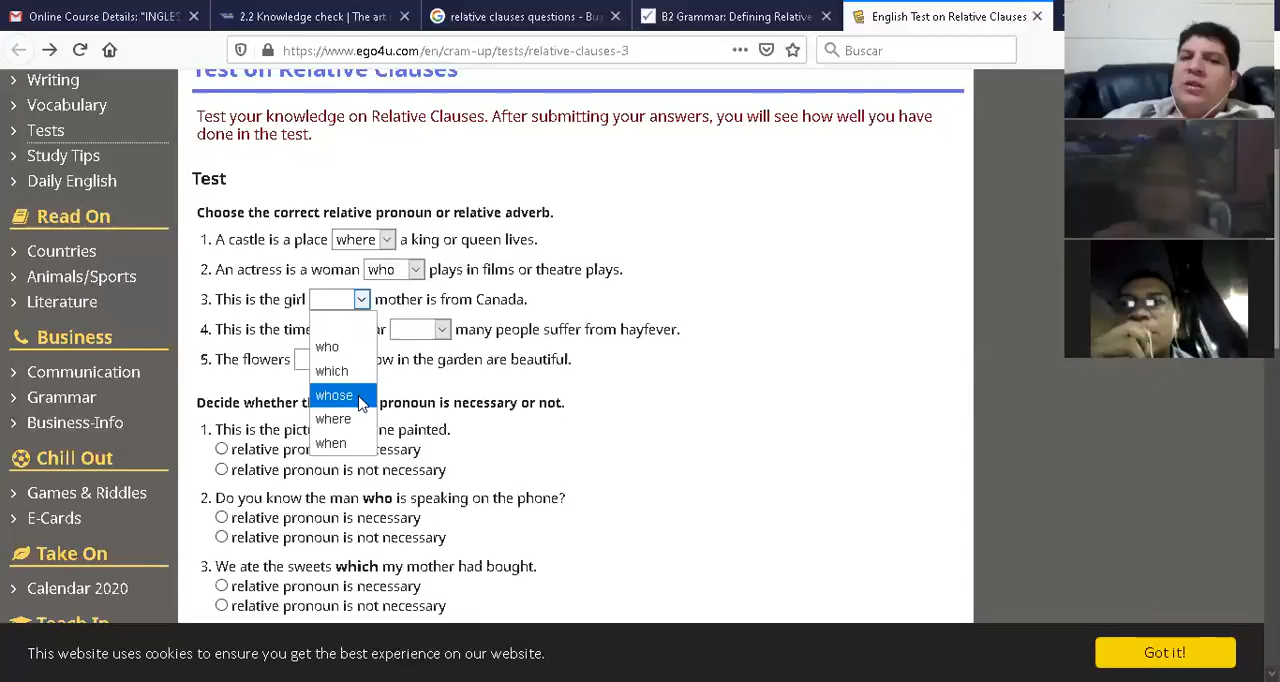 Online Course Details: "INGLES
2.2 Knowledge check | The art
relative clauses questions - Bu
B2 Grammar: Defining Relative
English Test on Relative Clauses
https://www.ego4u.com/en/cram-up/tests/relative-clauses-3
Buscar
Writing
Vocabulary
Tests
Study Tips
Daily English
Read On
Countries
Animals/Sports
Literature
Business
Communication
Grammar
Business-Info
Chill Out
Games & Riddles
E-Cards
Take On
Calendar 2020
Teach In
Test on Relative Clauses
Test your knowledge on Relative Clauses. After submitting your answers, you will see how well you have
done in the test.
Test
Choose the correct relative pronoun or relative adverb.
1. A castle is a place where a king or queen lives.
2. An actress is a woman who plays in films or theatre plays.
3. This is the girl mother is from Canada.
4. This is the time ar many people suffer from hayfever.
5. The flowers ow in the garden are beautiful.
who
which
whose
where
when
Decide whether th pronoun is necessary or not.
1. This is the pictu ne painted.
relative pron cessary
relative pronoun is not necessary
2. Do you know the man who is speaking on the phone?
relative pronoun is necessary
relative pronoun is not necessary
3. We ate the sweets which my mother had bought.
relative pronoun is necessary
relative pronoun is not necessary
This website uses cookies to ensure you get the best experience on our website.
Got it!